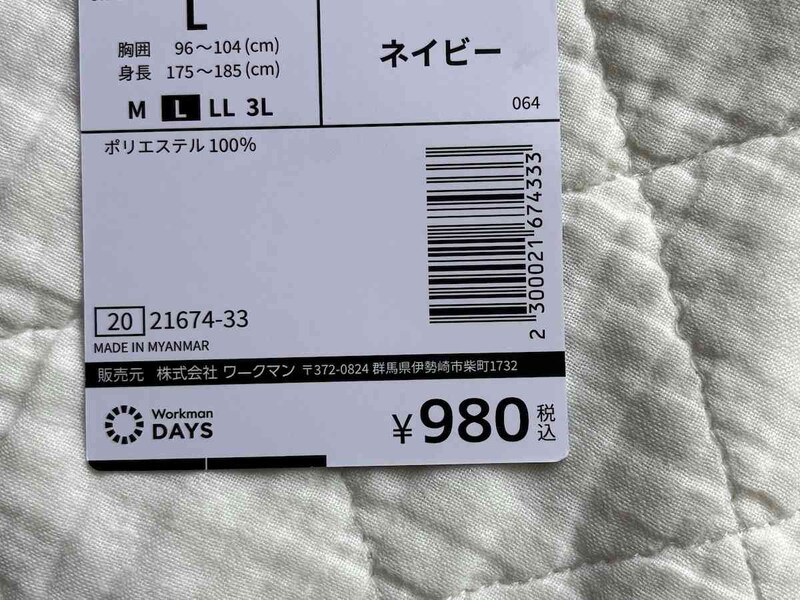 L
胸囲 96～104(cm)
身長 175～185(cm)
M L LL 3L
ネイビー
064
ポリエステル100%
2 300021 674333
20 21674-33
MADE IN MYANMAR
販売元 株式会社 ワークマン 〒372-0824 群馬県伊勢崎市柴町1732
Workman
DAYS
¥980 税込